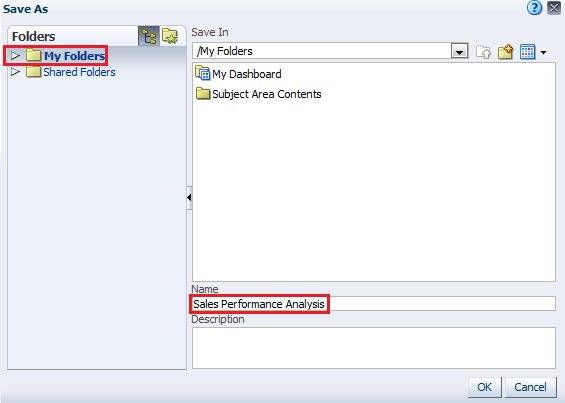 Save As
Folders
My Folders
Shared Folders
Save In
/My Folders
My Dashboard
Subject Area Contents
Name
Sales Performance Analysis
Description
OK Cancel